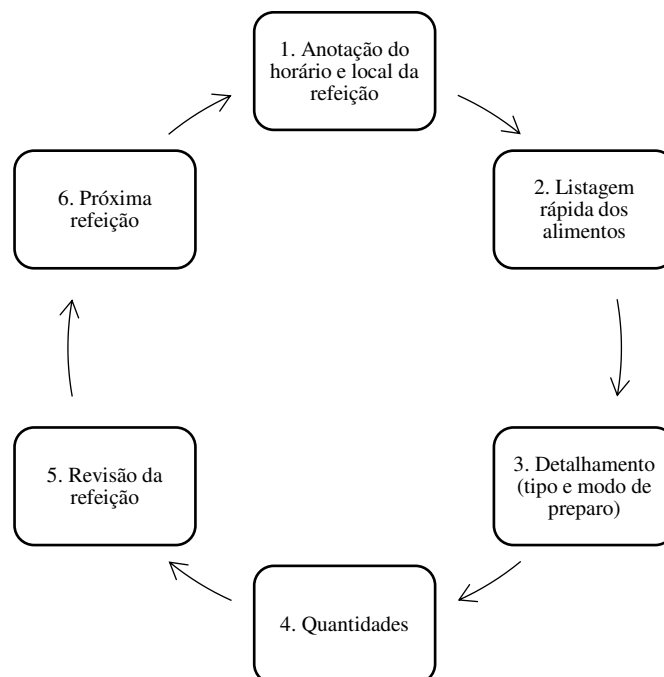 1. Anotação do
horário e local da
refeição
2. Listagem
rápida dos
alimentos
3. Detalhamento
(tipo e modo de
preparo)
4. Quantidades
5. Revisão da
refeição
6. Próxima
refeição